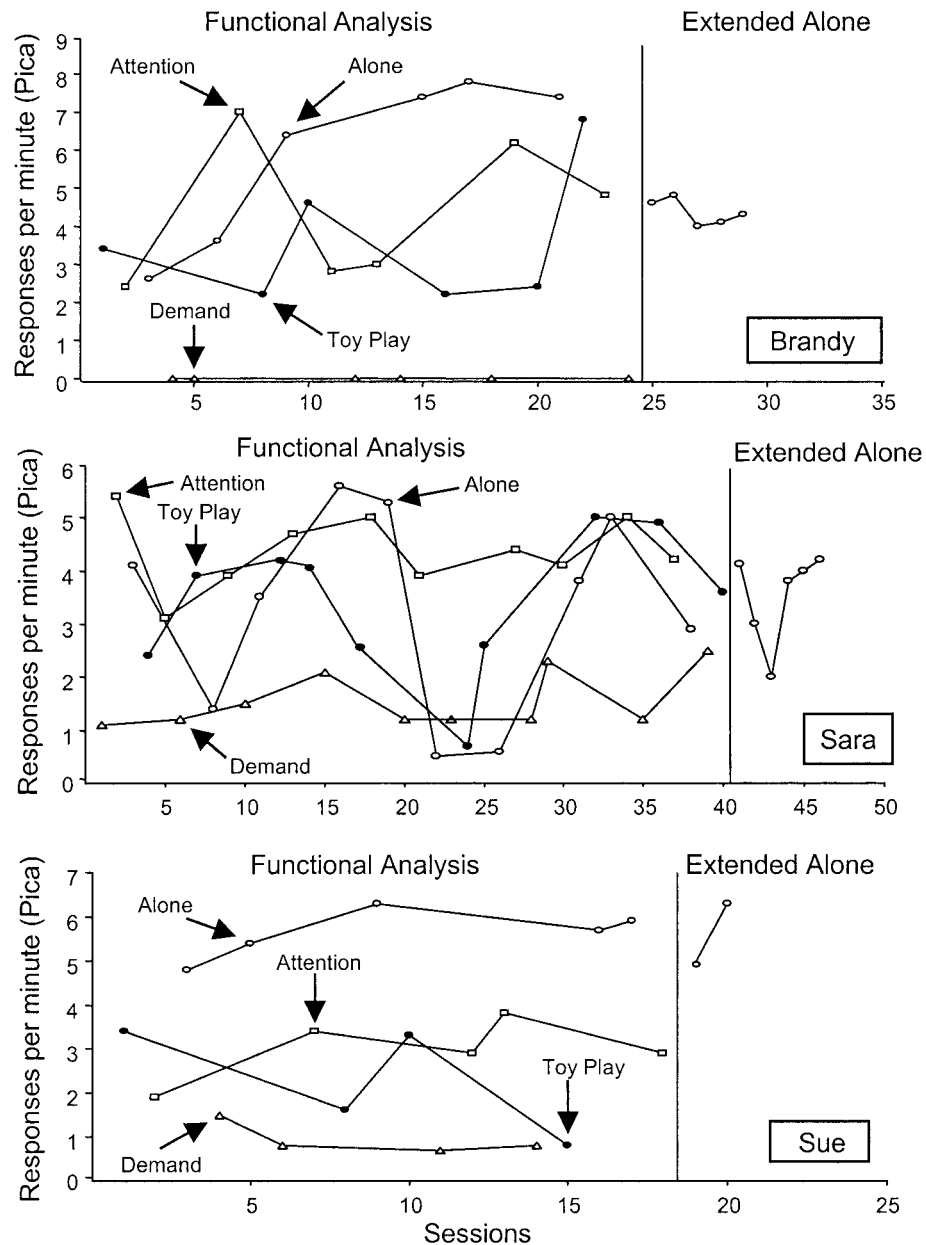 Functional Analysis
Extended Alone
Responses per minute (Pica)
9
8
7
6
5
4
3
2
1
0
Attention
Alone
Demand
Toy Play
Brandy
5
10
15
20
25
30
35
Functional Analysis
Extended Alone
Responses per minute (Pica)
6
5
4
3
2
1
0
Attention
Toy Play
Alone
Demand
Sara
5
10
15
20
25
30
35
40
45
50
Functional Analysis
Extended Alone
Responses per minute (Pica)
7
6
5
4
3
2
1
0
Alone
Attention
Toy Play
Demand
Sue
5
10
15
20
25
Sessions